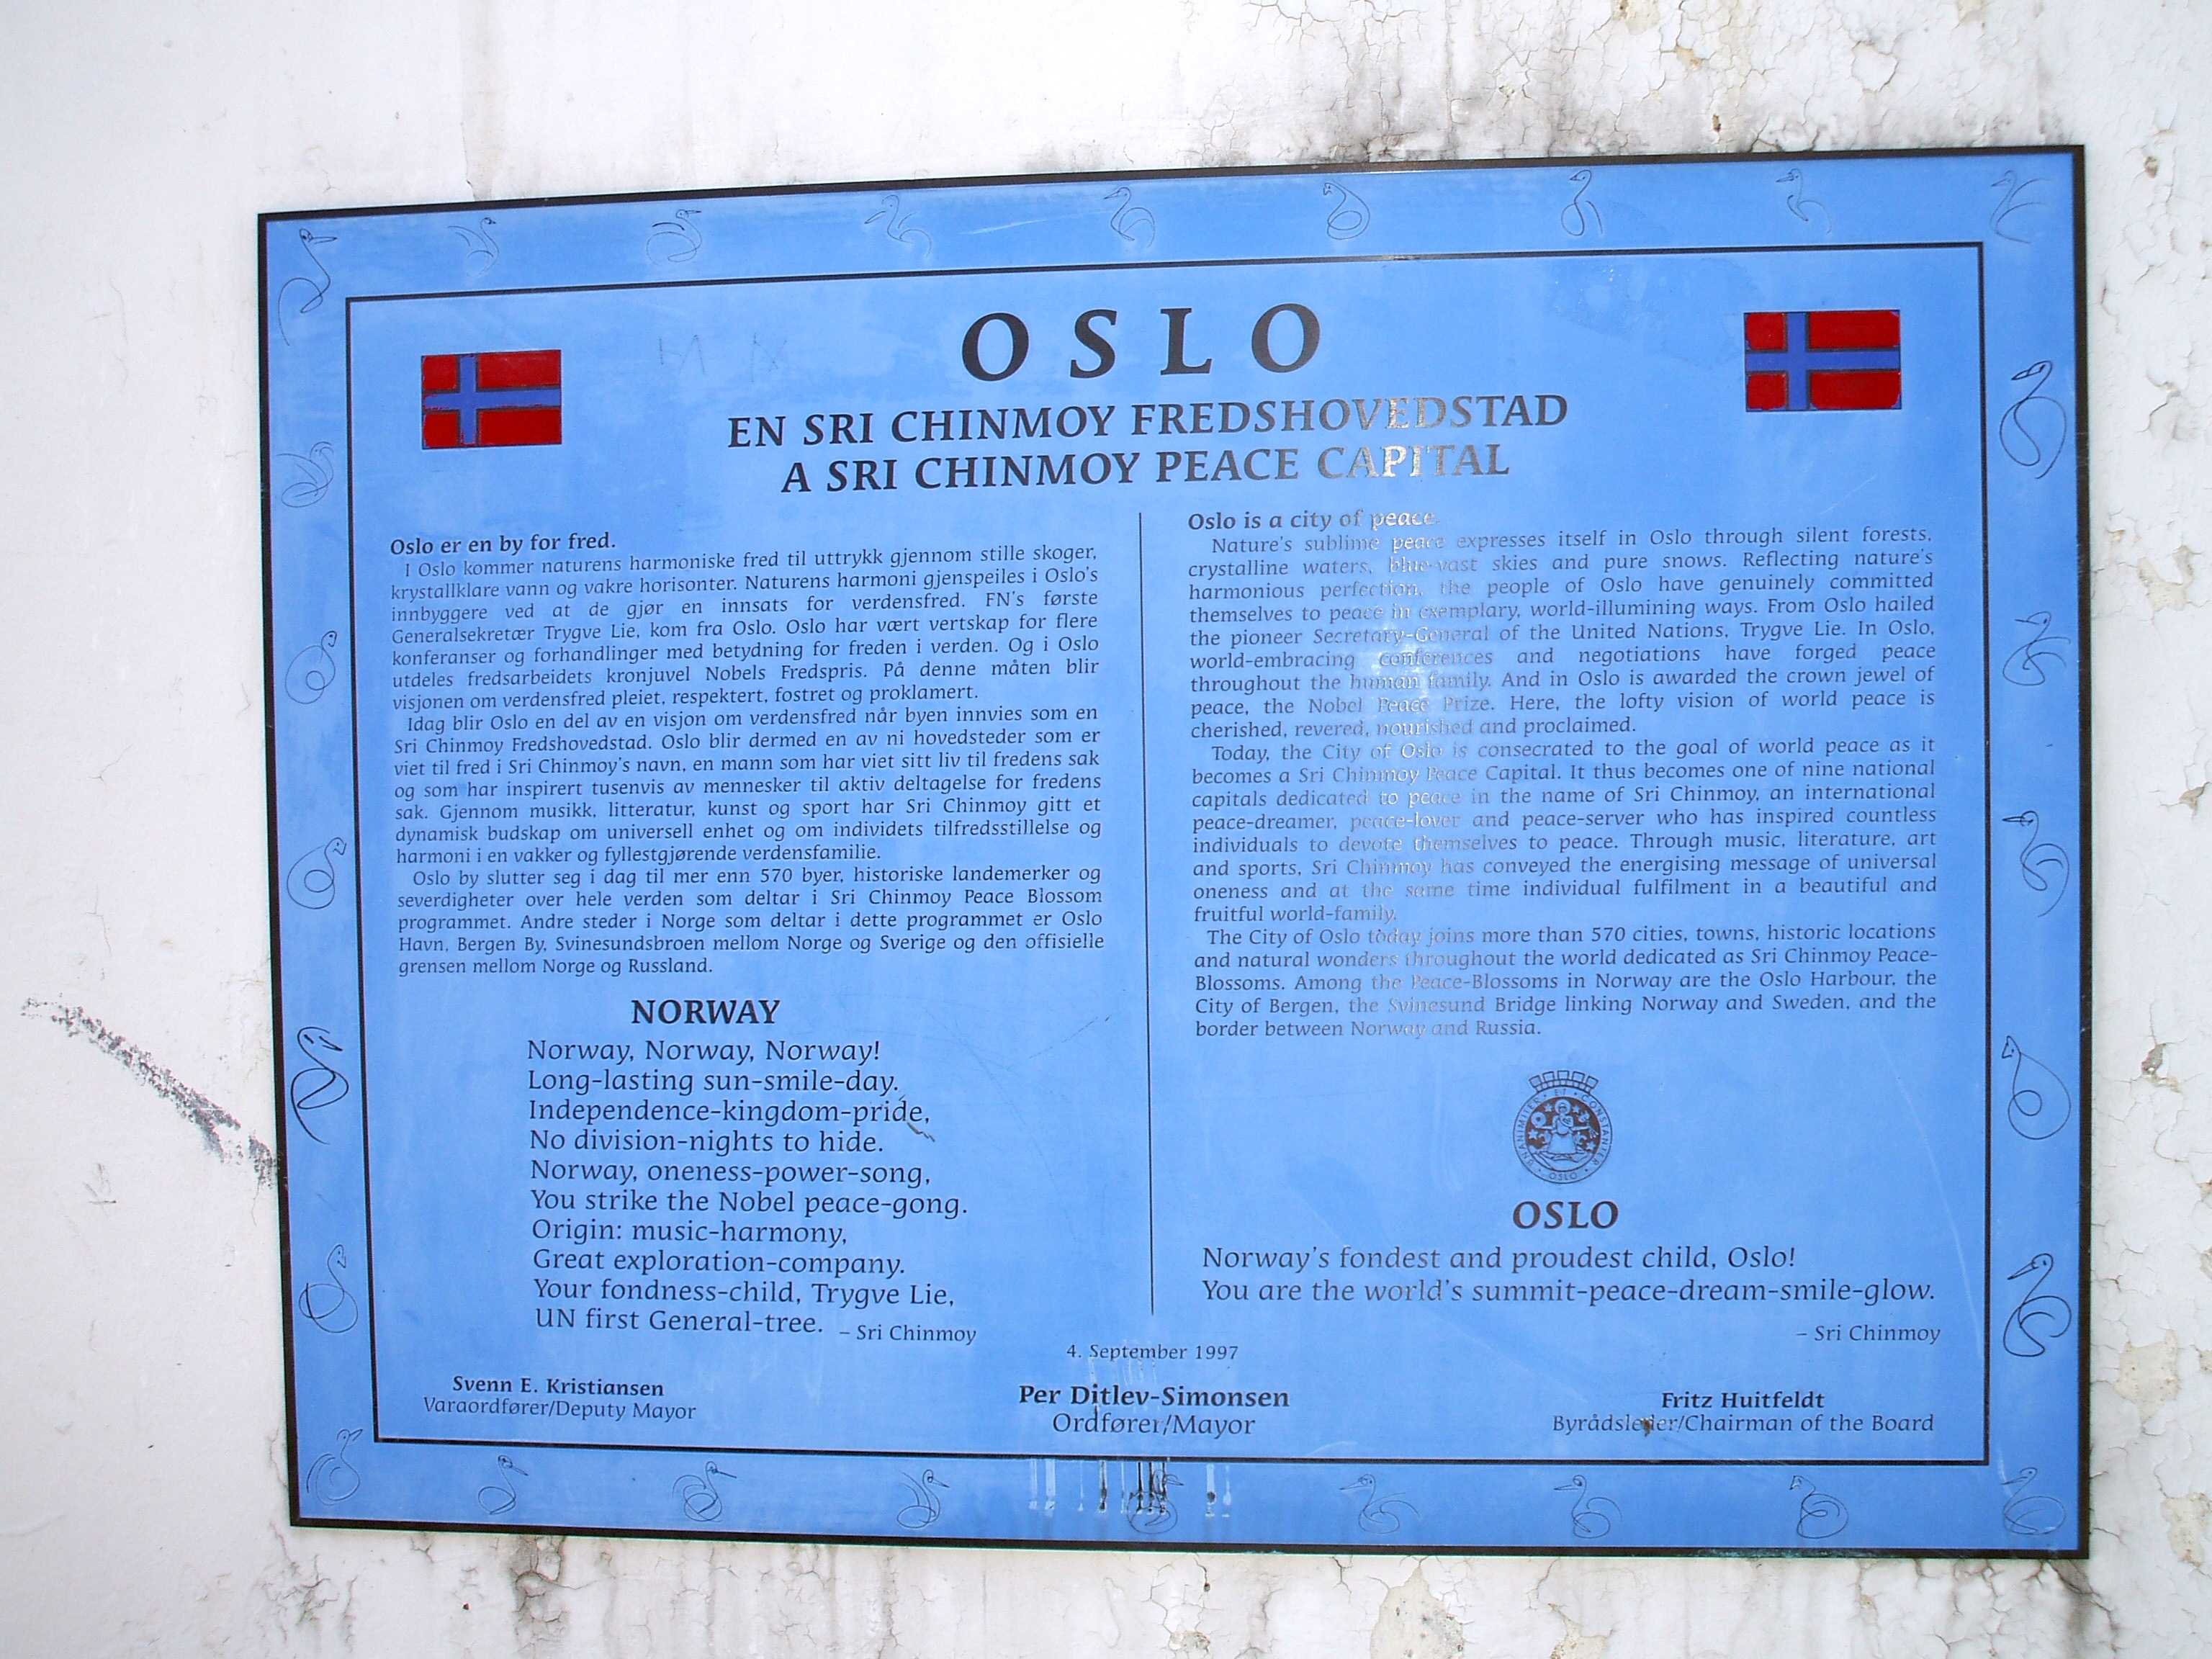 OSLO
EN SRI CHINMOY FREDSHOVEDSTAD
A SRI CHINMOY PEACE CAPITAL
Oslo er en by for fred.
I Oslo kommer naturens harmoniske fred til uttrykk gjennom stille skoger,
krystallklare vann og vakre horisonter. Naturens harmoni gjenspeiles i Oslo's
innbyggere ved at de gjør en innsats for verdensfred. FN's første
Generalsekretær Trygve Lie, kom fra Oslo. Oslo har vært vertskap for flere
konferanser og forhandlinger med betydning for freden i verden. Og i Oslo
utdeles fredsarbeidets kronjuvel Nobels Fredspris. På denne måten blir
visjonen om verdensfred pleiet, respektert, fostret og proklamert.
Idag blir Oslo en del av en visjon om verdensfred når byen innvies som en
Sri Chinmoy Fredshovedstad. Oslo blir dermed en av ni hovedsteder som er
viet til fred i Sri Chinmoy's navn, en mann som har viet sitt liv til fredens sak
og som har inspirert tusenvis av mennesker til aktiv deltagelse for fredens
sak. Gjennom musikk, litteratur, kunst og sport har Sri Chinmoy gitt et
dynamisk budskap om universell enhet og om individets tilfredsstillelse og
harmoni i en vakker og fyllestgjørende verdensfamilie.
Oslo by slutter seg i dag til mer enn 570 byer, historiske landemerker og
severdigheter over hele verden som deltar i Sri Chinmoy Peace Blossom
programmet. Andre steder i Norge som deltar i dette programmet er Oslo
Havn, Bergen By, Svinesundsbroen mellom Norge og Sverige og den offisielle
grensen mellom Norge og Russland.
NORWAY
Norway, Norway, Norway!
Long-lasting sun-smile-day.
Independence-kingdom-pride,
No division-nights to hide.
Norway, oneness-power-song,
You strike the Nobel peace-gong.
Origin: music-harmony,
Great exploration-company.
Your fondness-child, Trygve Lie,
UN first General-tree. – Sri Chinmoy
Oslo is a city of peace.
Nature's sublime peace expresses itself in Oslo through silent forests,
crystalline waters, blue-vast skies and pure snows. Reflecting nature's
harmonious perfection, the people of Oslo have genuinely committed
themselves to peace in exemplary, world-illumining ways. From Oslo hailed
the pioneer Secretary-General of the United Nations, Trygve Lie. In Oslo,
world-embracing conferences and negotiations have forged peace
throughout the human family. And in Oslo is awarded the crown jewel of
peace, the Nobel Peace Prize. Here, the lofty vision of world peace is
cherished, revered, nourished and proclaimed.
Today, the City of Oslo is consecrated to the goal of world peace as it
becomes a Sri Chinmoy Peace Capital. It thus becomes one of nine national
capitals dedicated to peace in the name of Sri Chinmoy, an international
peace-dreamer, peace-lover and peace-server who has inspired countless
individuals to devote themselves to peace. Through music, literature, art
and sports, Sri Chinmoy has conveyed the energising message of universal
oneness and at the same time individual fulfilment in a beautiful and
fruitful world-family.
The City of Oslo today joins more than 570 cities, towns, historic locations
and natural wonders throughout the world dedicated as Sri Chinmoy Peace-
Blossoms. Among the Peace-Blossoms in Norway are the Oslo Harbour, the
City of Bergen, the Svinesund Bridge linking Norway and Sweden, and the
border between Norway and Russia.
UNANIMITER · ET · CONSTANTER · OSLO ·
OSLO
Norway's fondest and proudest child, Oslo!
You are the world's summit-peace-dream-smile-glow.
– Sri Chinmoy
4. September 1997
Svenn E. Kristiansen
Varaordfører/Deputy Mayor
Per Ditlev-Simonsen
Ordfører/Mayor
Fritz Huitfeldt
Byrådsleder/Chairman of the Board